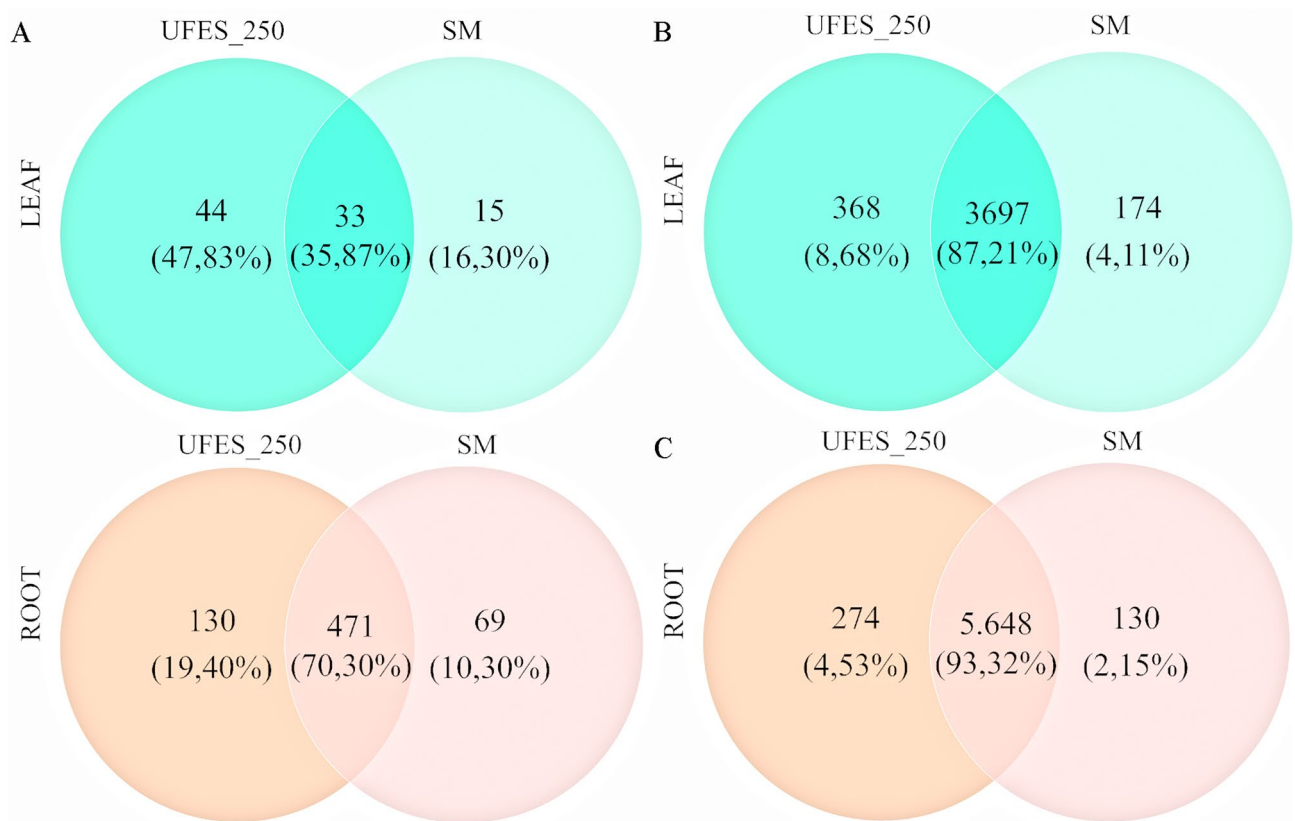 A
UFES_250
SM
LEAF
44
(47,83%)
33
(35,87%)
15
(16,30%)
B
UFES_250
SM
LEAF
368
(8,68%)
3697
(87,21%)
174
(4,11%)
UFES_250
SM
ROOT
130
(19,40%)
471
(70,30%)
69
(10,30%)
C
UFES_250
SM
ROOT
274
(4,53%)
5.648
(93,32%)
130
(2,15%)